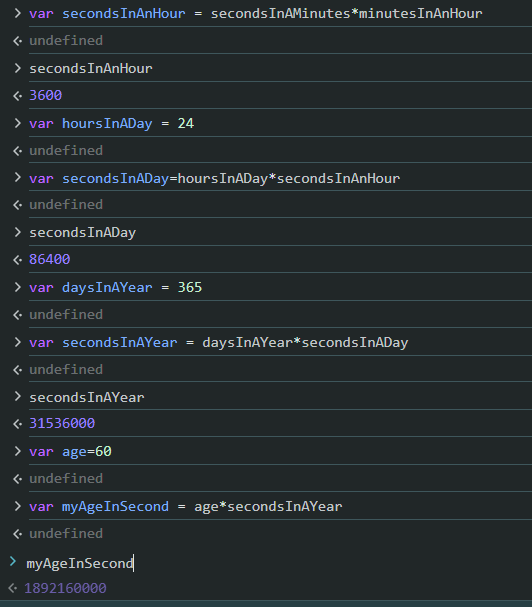 > var secondsInAnHour = secondsInAMinutes*minutesInAnHour
< undefined
> secondsInAnHour
< 3600
> var hoursInADay = 24
< undefined
> var secondsInADay=hoursInADay*secondsInAnHour
< undefined
> secondsInADay
< 86400
> var daysInAYear = 365
< undefined
> var secondsInAYear = daysInAYear*secondsInADay
< undefined
> secondsInAYear
< 31536000
> var age=60
< undefined
> var myAgeInSecond = age*secondsInAYear
< undefined
> myAgeInSecond
< 1892160000